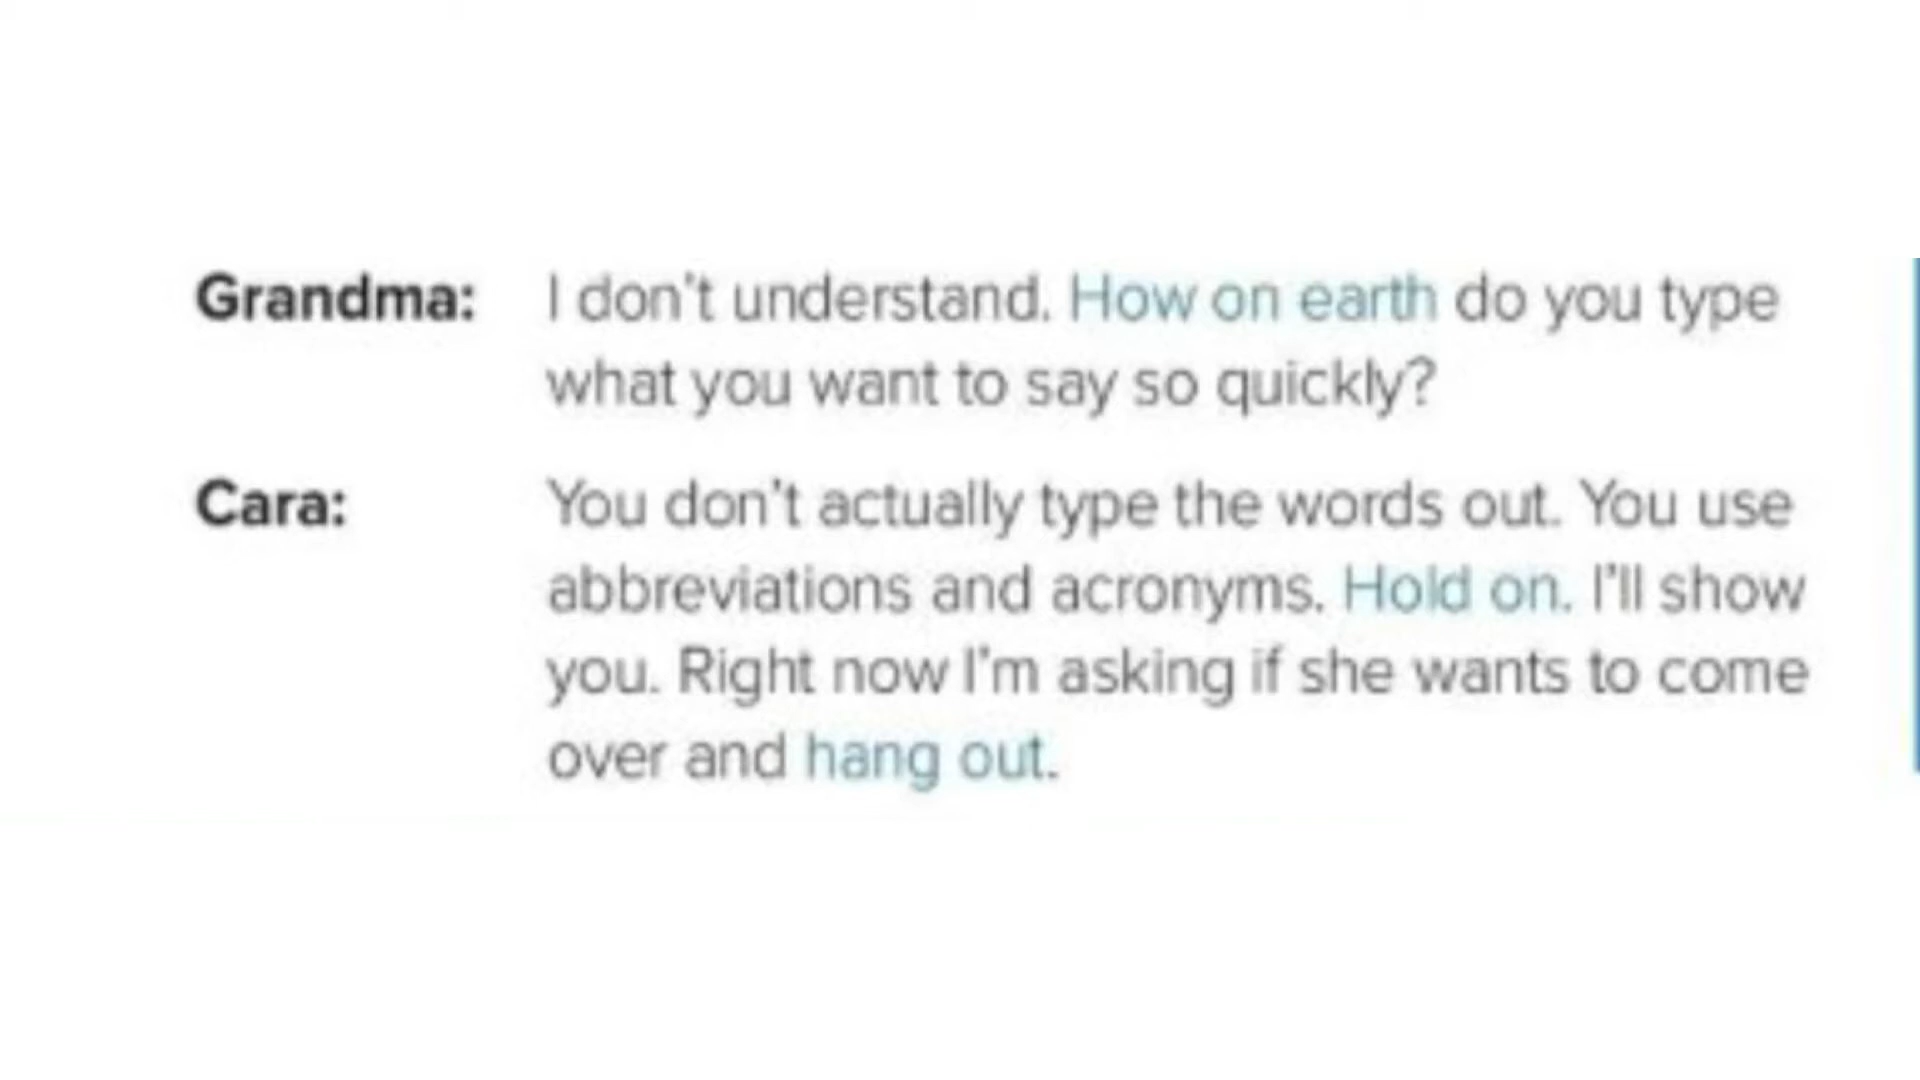 Grandma: I don't understand. How on earth do you type
what you want to say so quickly?
Cara: You don't actually type the words out. You use
abbreviations and acronyms. Hold on. I'll show
you. Right now I'm asking if she wants to come
over and hang out.